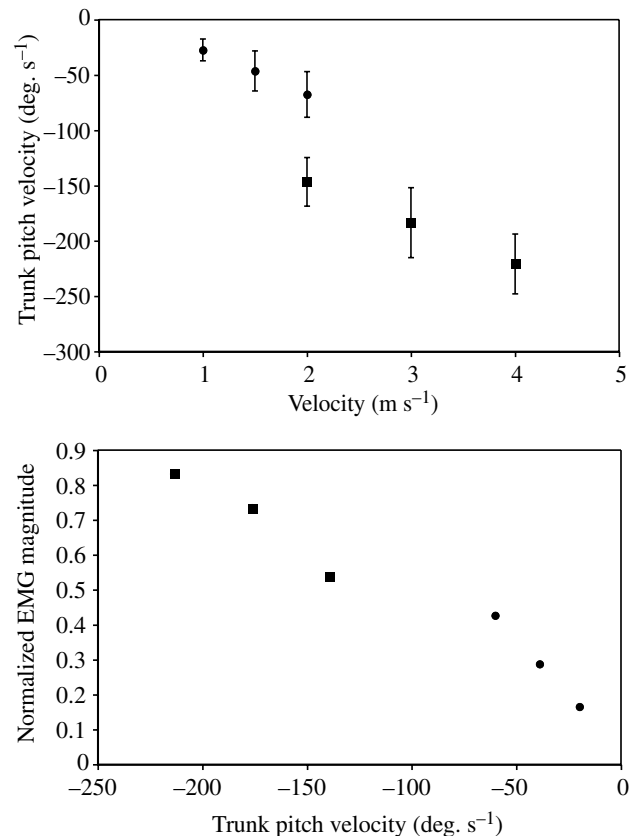 0
–50
–100
–150
–200
–250
–300
Trunk pitch velocity (deg. s⁻¹)
0 1 2 3 4 5
Velocity (m s⁻¹)
0.9
0.8
0.7
0.6
0.5
0.4
0.3
0.2
0.1
0
Normalized EMG magnitude
–250 –200 –150 –100 –50 0
Trunk pitch velocity (deg. s⁻¹)